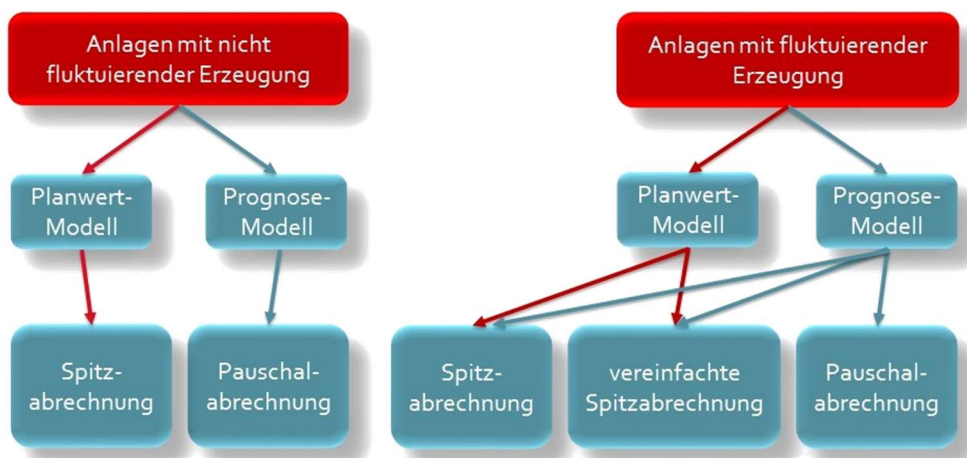 Anlagen mit nicht
fluktuierender Erzeugung
Planwert-
Modell
Prognose-
Modell
Spitz-
abrechnung
Pauschal-
abrechnung
Anlagen mit fluktuierender
Erzeugung
Planwert-
Modell
Prognose-
Modell
Spitz-
abrechnung
vereinfachte
Spitzabrechnung
Pauschal-
abrechnung